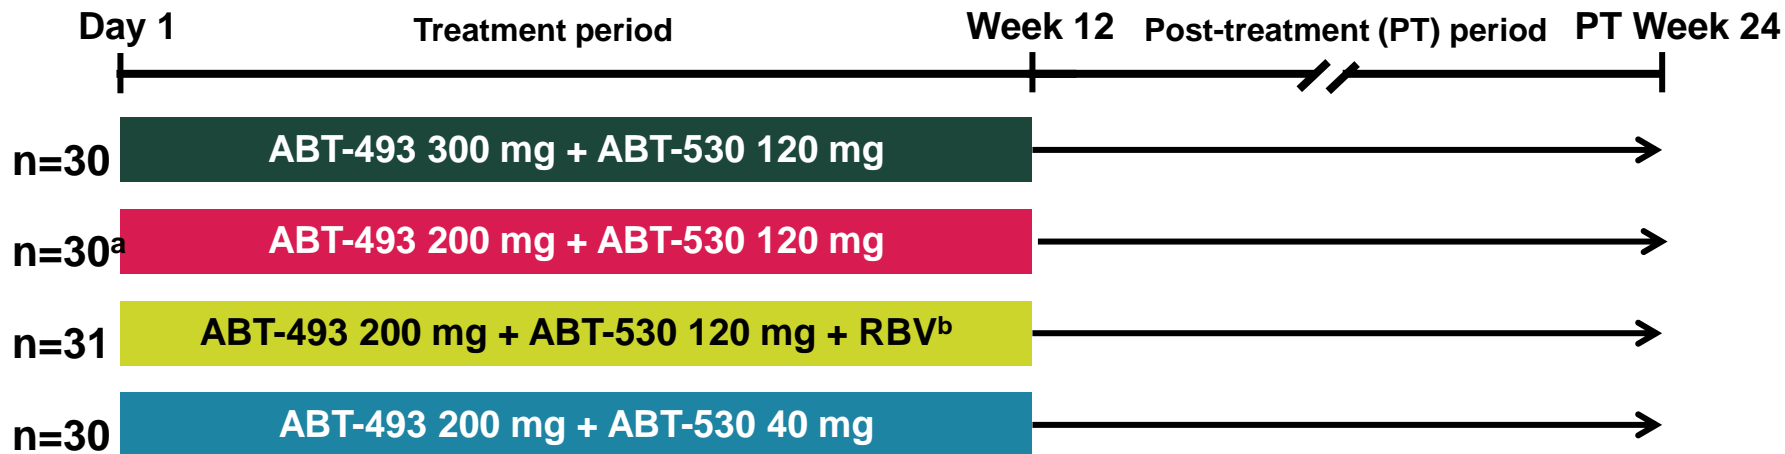 Day 1 Treatment period Week 12 Post-treatment (PT) period PT Week 24
n=30 ABT-493 300 mg + ABT-530 120 mg
n=30ᵃ ABT-493 200 mg + ABT-530 120 mg
n=31 ABT-493 200 mg + ABT-530 120 mg + RBVᵇ
n=30 ABT-493 200 mg + ABT-530 40 mg